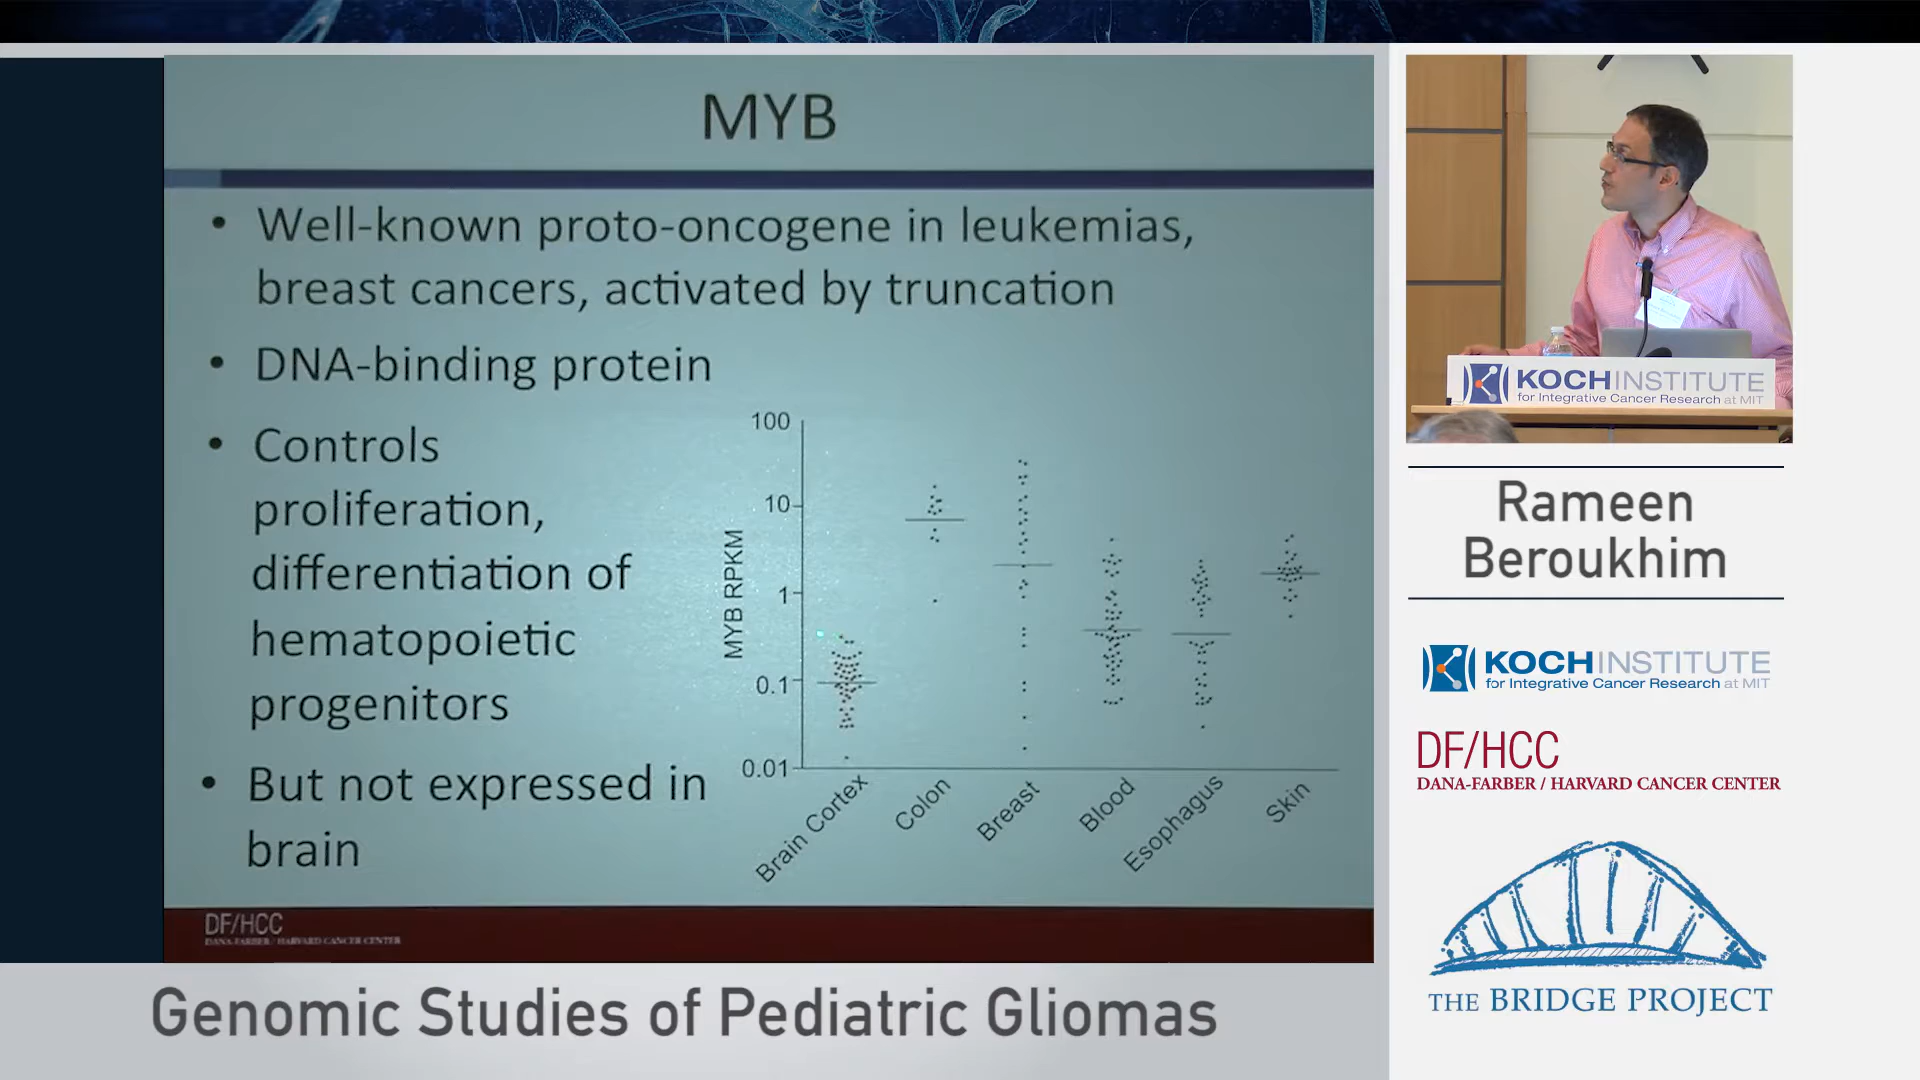 MYB
• Well-known proto-oncogene in leukemias,
breast cancers, activated by truncation
• DNA-binding protein
• Controls
proliferation,
differentiation of
hematopoietic
progenitors
• But not expressed in
brain
MYB RPKM
100
10
1
0.1
0.01
Brain Cortex
Colon
Breast
Blood
Esophagus
Skin
DF/HCC
DANA-FARBER / HARVARD CANCER CENTER
Genomic Studies of Pediatric Gliomas
KOCH INSTITUTE
for Integrative Cancer Research at MIT
Rameen
Beroukhim
KOCH INSTITUTE
for Integrative Cancer Research at MIT
DF/HCC
DANA-FARBER / HARVARD CANCER CENTER
THE BRIDGE PROJECT